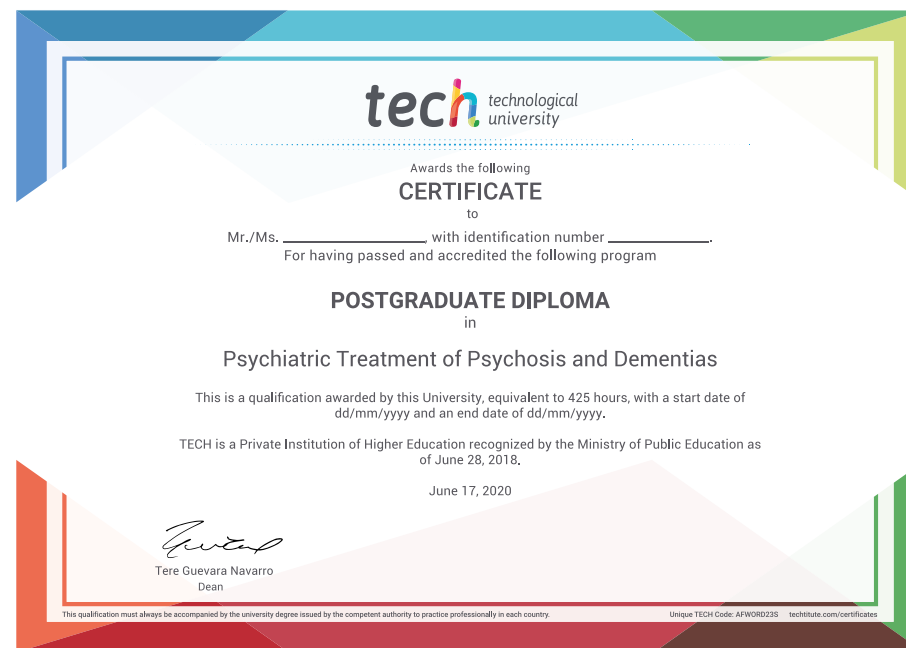 tech technological
university
Awards the following
CERTIFICATE
to
Mr./Ms. ____________, with identification number ____________.
For having passed and accredited the following program
POSTGRADUATE DIPLOMA
in
Psychiatric Treatment of Psychosis and Dementias
This is a qualification awarded by this University, equivalent to 425 hours, with a start date of
dd/mm/yyyy and an end date of dd/mm/yyyy.
TECH is a Private Institution of Higher Education recognized by the Ministry of Public Education as
of June 28, 2018.
June 17, 2020
Tere Guevara Navarro
Dean
This qualification must always be accompanied by the university degree issued by the competent authority to practice professionally in each country. Unique TECH Code: AFWORD23S techtitute.com/certificates